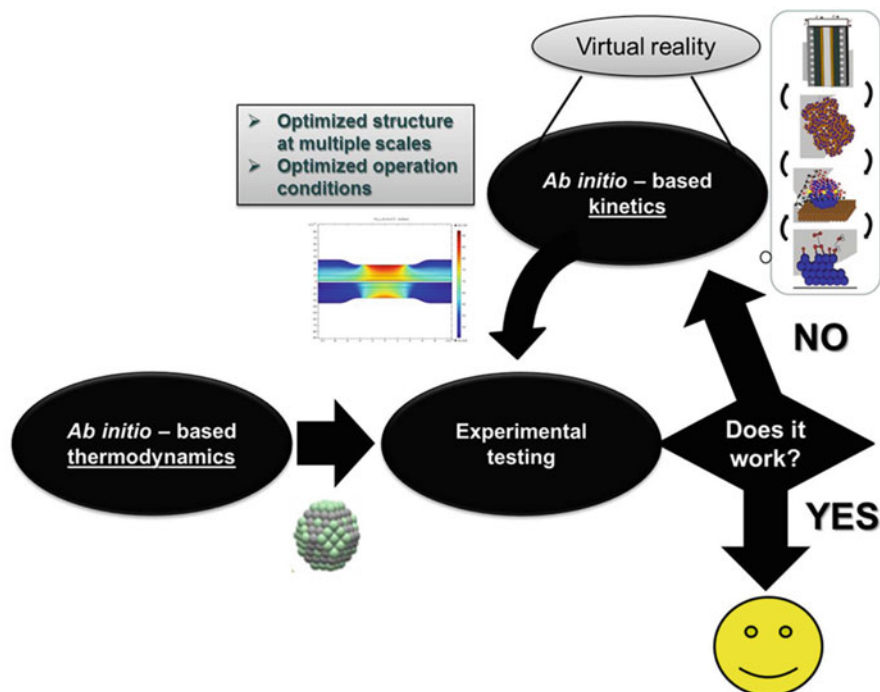 Virtual reality
➢ Optimized structure
at multiple scales
➢ Optimized operation
conditions
Ab initio – based
kinetics
NO
Ab initio – based
thermodynamics
Experimental
testing
Does it
work?
YES